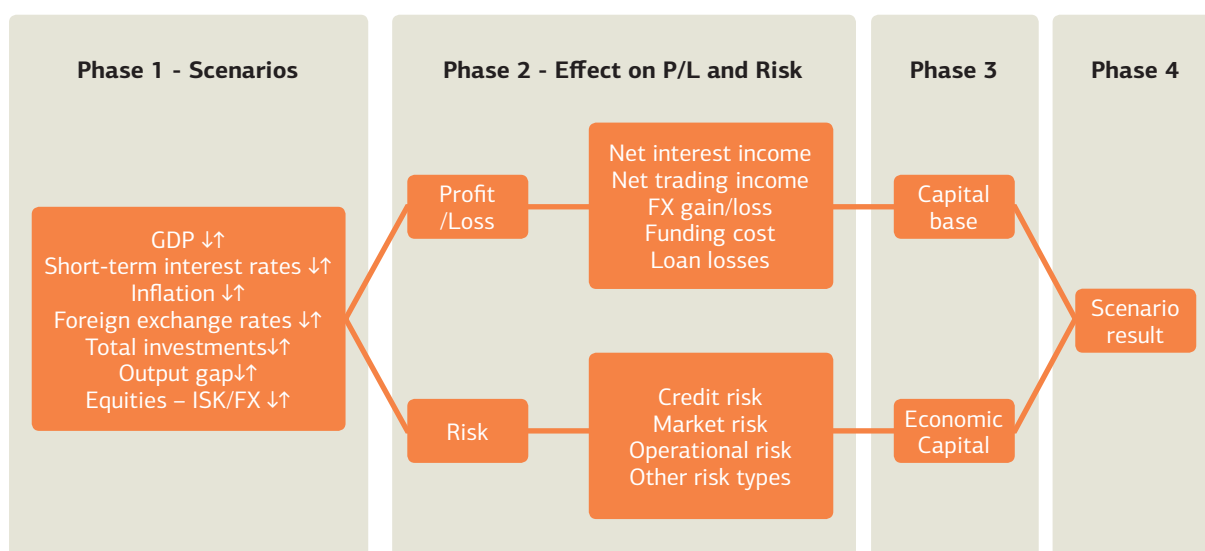 Phase 1 - Scenarios
Phase 2 - Effect on P/L and Risk
Phase 3
Phase 4
GDP ↓↑
Short-term interest rates ↓↑
Inflation ↓↑
Foreign exchange rates ↓↑
Total investments↓↑
Output gap↓↑
Equities – ISK/FX ↓↑
Profit
/Loss
Net interest income
Net trading income
FX gain/loss
Funding cost
Loan losses
Capital
base
Risk
Credit risk
Market risk
Operational risk
Other risk types
Economic
Capital
Scenario
result